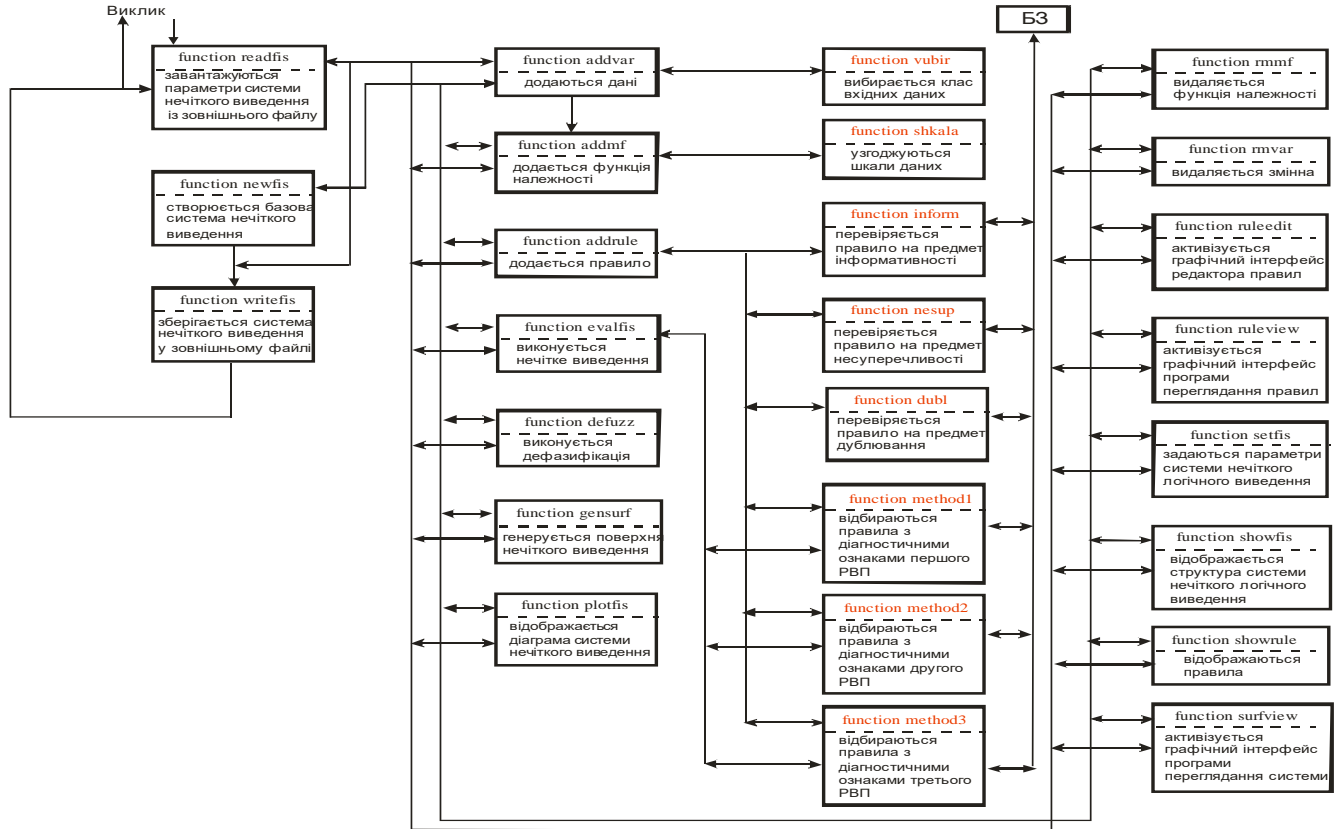 Виклик
function readfis
завантажуються
параметри системи
нечіткого виведення
із зовнішнього файлу
function newfis
створюється базова
система нечіткого
виведення
function writefis
зберігається система
нечіткого виведення
у зовнішньому файлі
function addvar
додаються дані
function addmf
додається функція
належності
function addrule
додається правило
function evalfis
виконується
нечітке виведення
function defuzz
виконується
дефазифікація
function gensurf
генерується поверхня
нечіткого виведення
function plotfis
відображається
діаграма системи
нечіткого виведення
function vubir
вибирається клас
вхідних даних
function shkala
узгоджуються
шкали даних
function inform
перевіряється
правило на предмет
інформативності
function nesup
перевіряється
правило на предмет
несуперечливості
function dubl
перевіряється
правило на предмет
дублювання
function method1
відбираються
правила з
діагностичними
ознаками першого
РВП
function method2
відбираються
правила з
діагностичними
ознаками другого
РВП
function method3
відбираються
правила з
діагностичними
ознаками третього
РВП
БЗ
function rmmf
видаляється
функція належності
function rmvar
видаляється змінна
function ruleedit
активізується
графічний інтерфейс
редактора правил
function ruleview
активізується
графічний інтерфейс
програми
переглядання правил
function setfis
задаються параметри
системи нечіткого
логічного виведення
function showfis
відображається
структура системи
нечіткого логічного
виведення
function showrule
відображаються
правила
function surfview
активізується
графічний інтерфейс
програми
переглядання системи